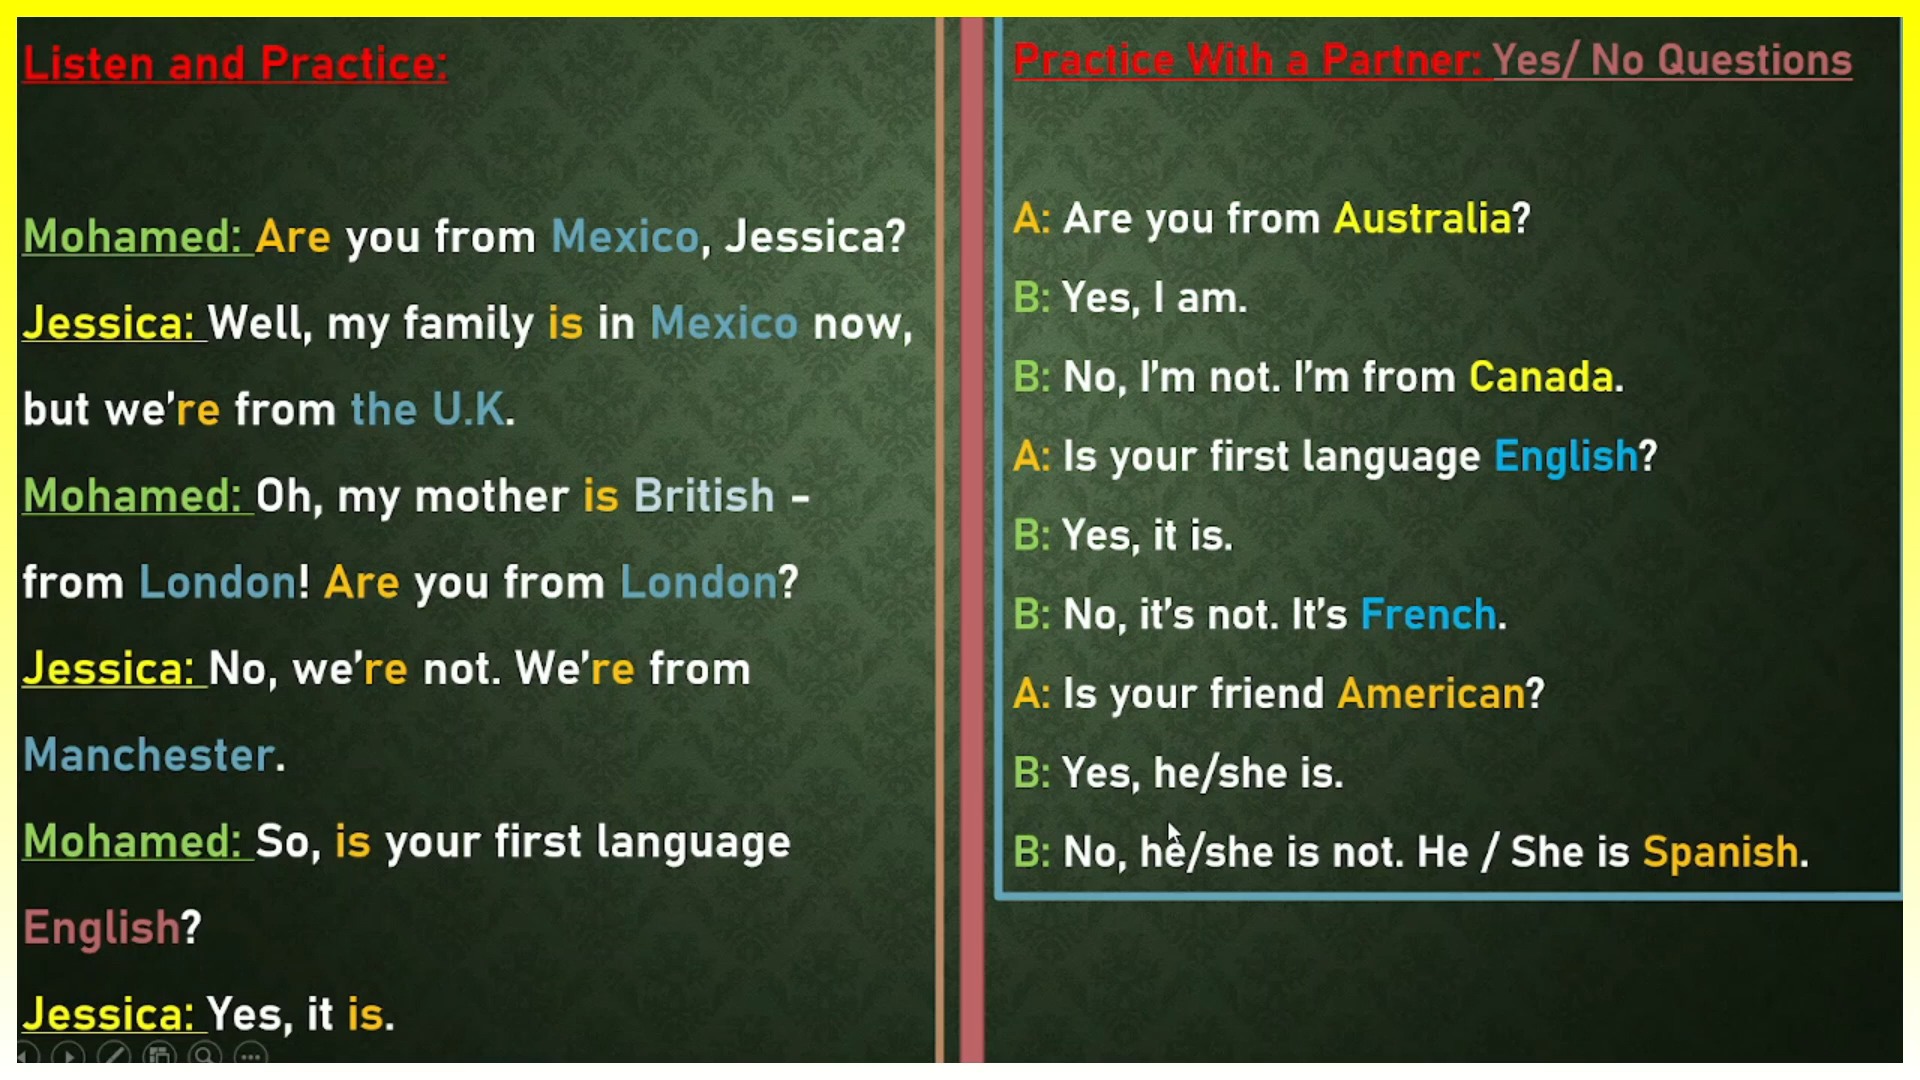 Listen and Practice:
Mohamed: Are you from Mexico, Jessica?
Jessica: Well, my family is in Mexico now,
but we're from the U.K.
Mohamed: Oh, my mother is British –
from London! Are you from London?
Jessica: No, we're not. We're from
Manchester.
Mohamed: So, is your first language
English?
Jessica: Yes, it is.
Practice With a Partner: Yes/ No Questions
A: Are you from Australia?
B: Yes, I am.
B: No, I'm not. I'm from Canada.
A: Is your first language English?
B: Yes, it is.
B: No, it's not. It's French.
A: Is your friend American?
B: Yes, he/she is.
B: No, he/she is not. He / She is Spanish.